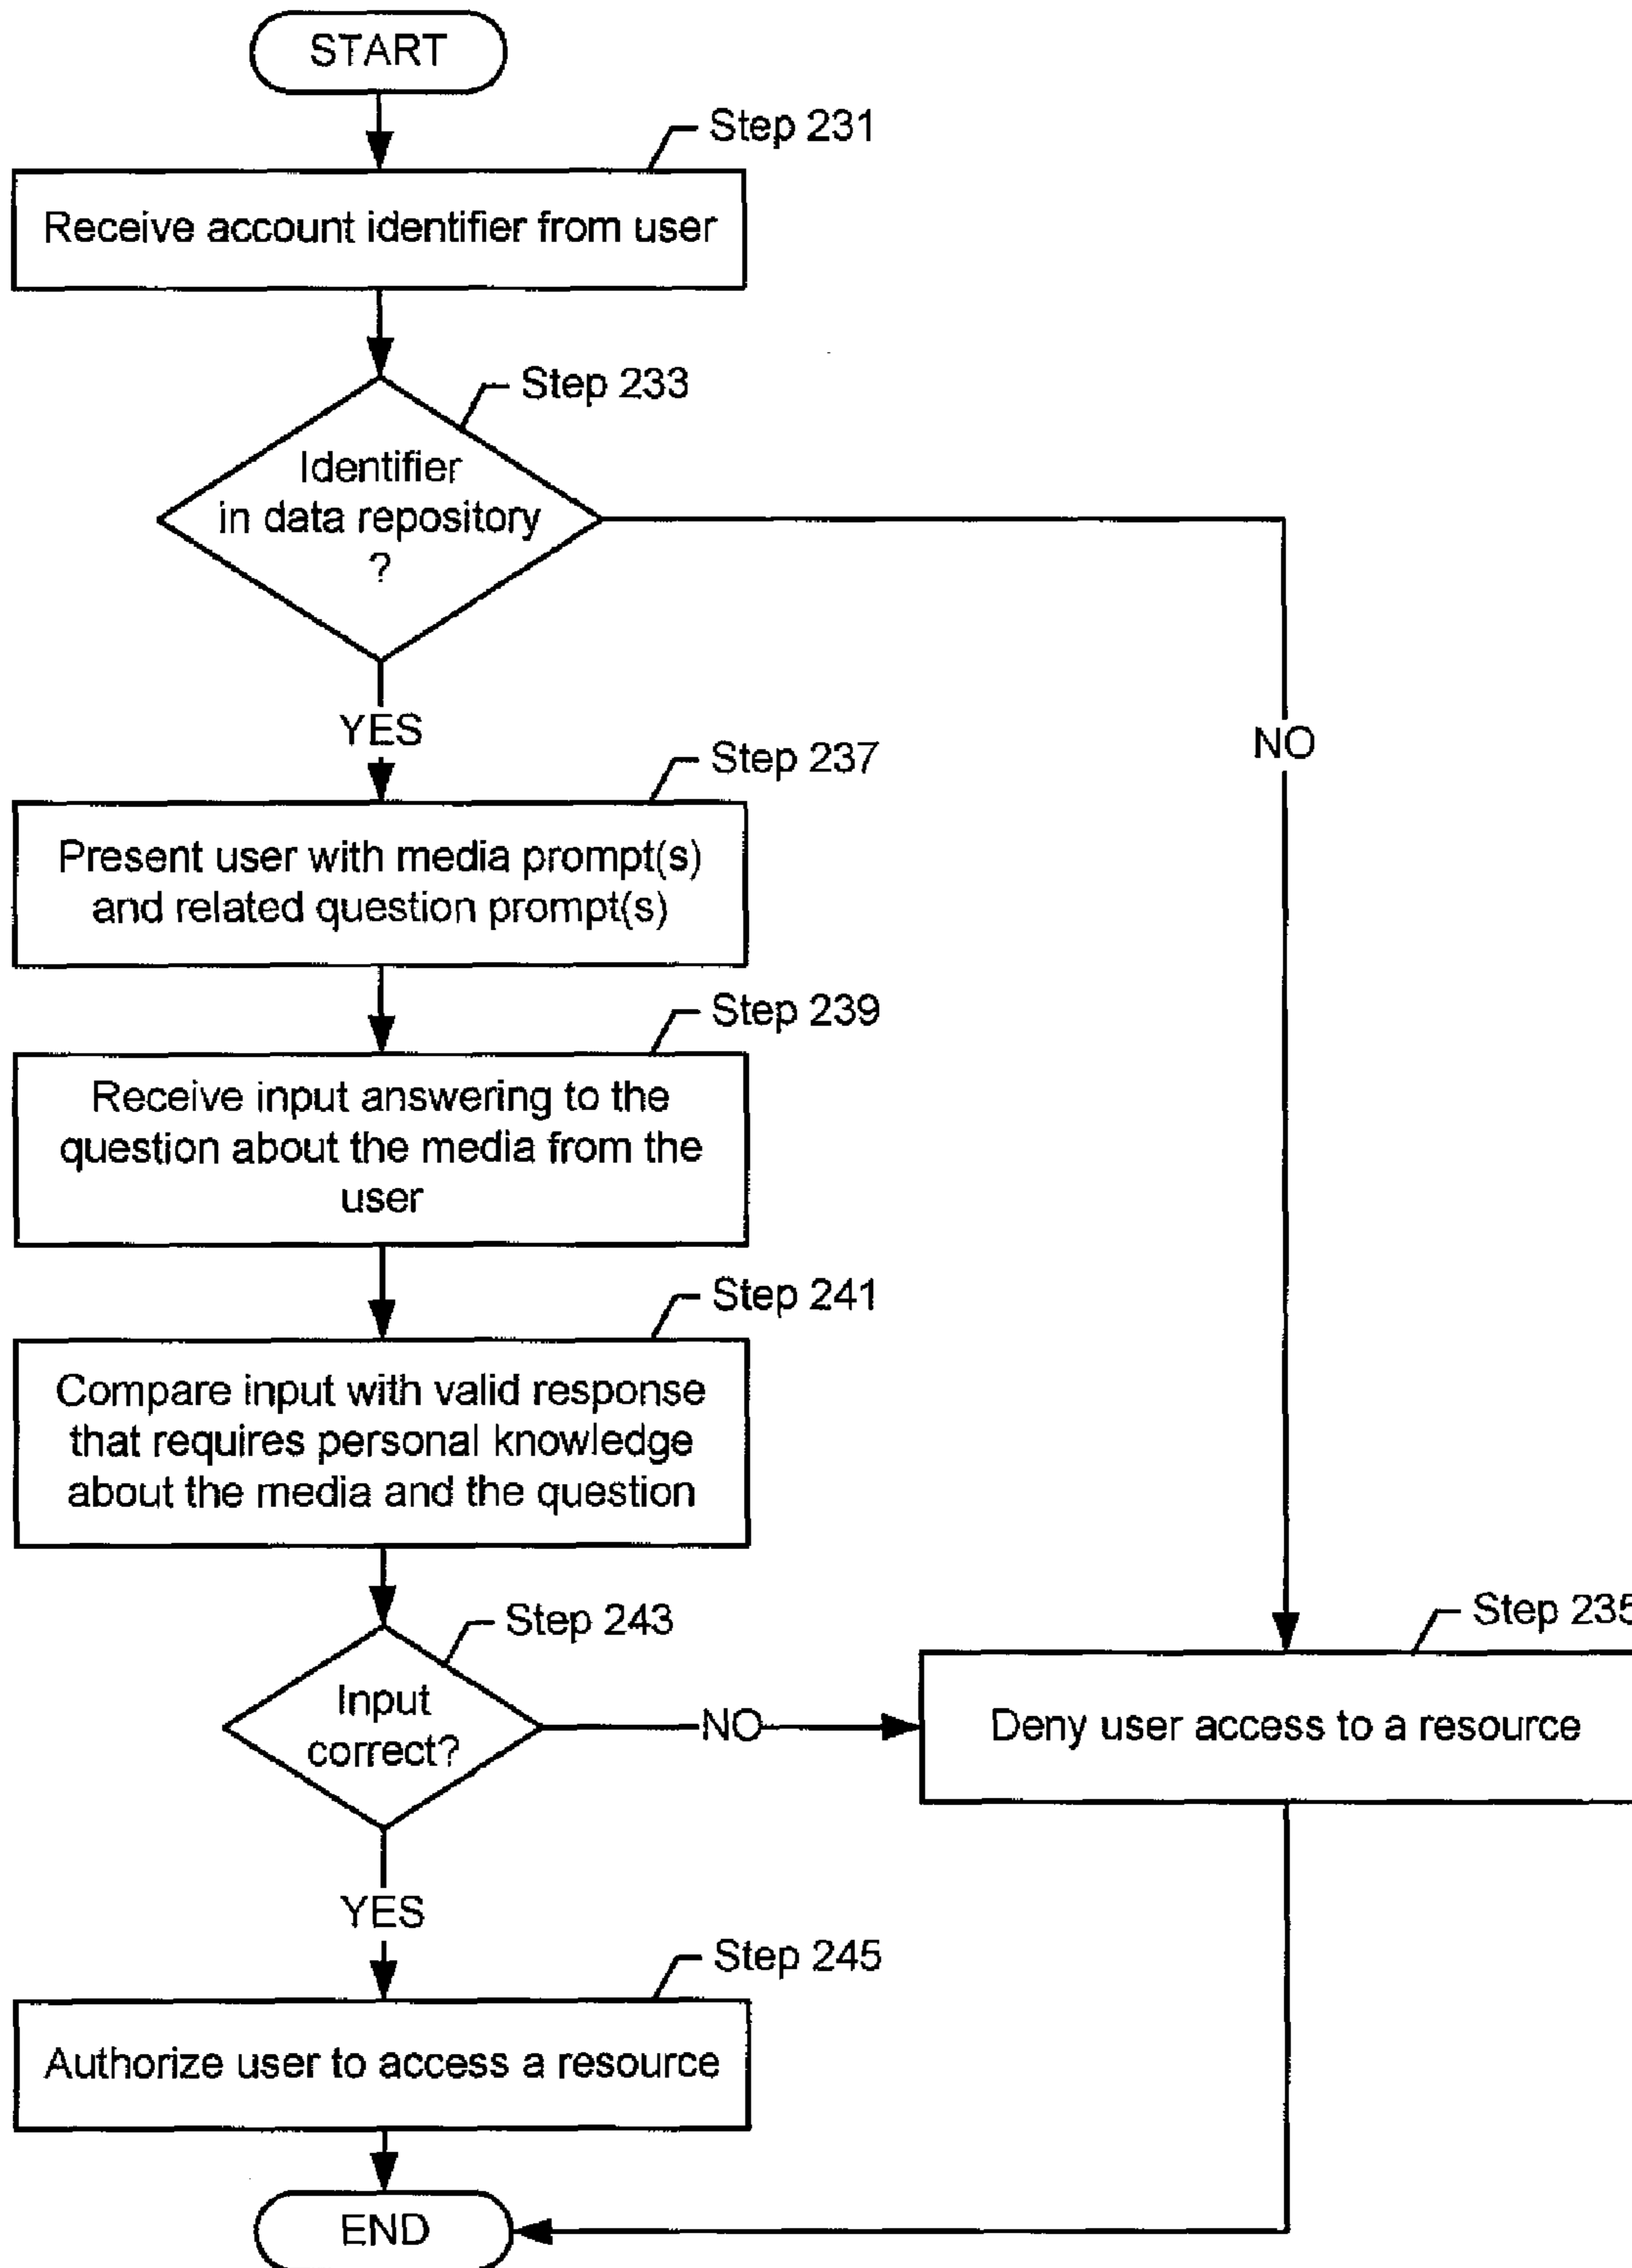 START
Step 231
Receive account identifier from user
Step 233
Identifier
in data repository
?
YES
NO
Step 237
Present user with media prompt(s)
and related question prompt(s)
Step 239
Receive input answering to the
question about the media from the
user
Step 241
Compare input with valid response
that requires personal knowledge
about the media and the question
Step 243
Input
correct?
NO
Step 235
Deny user access to a resource
YES
Step 245
Authorize user to access a resource
END